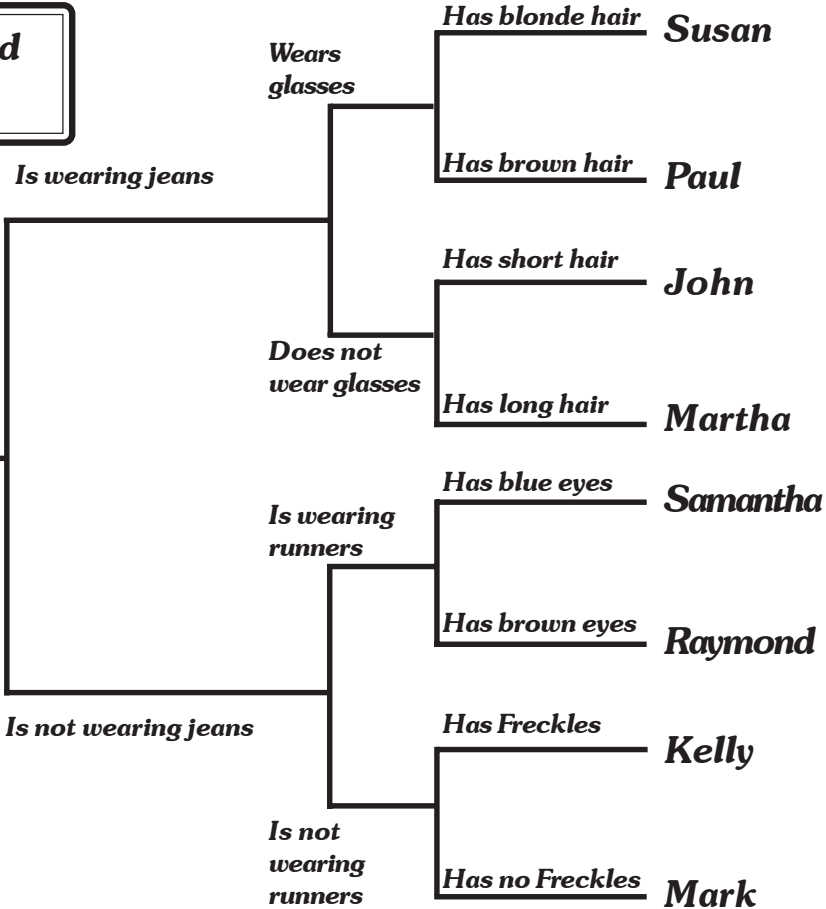 d
Is wearing jeans
Wears
glasses
Has blonde hair
Susan
Has brown hair
Paul
Does not
wear glasses
Has short hair
John
Has long hair
Martha
Is not wearing jeans
Is wearing
runners
Has blue eyes
Samantha
Has brown eyes
Raymond
Is not
wearing
runners
Has Freckles
Kelly
Has no Freckles
Mark